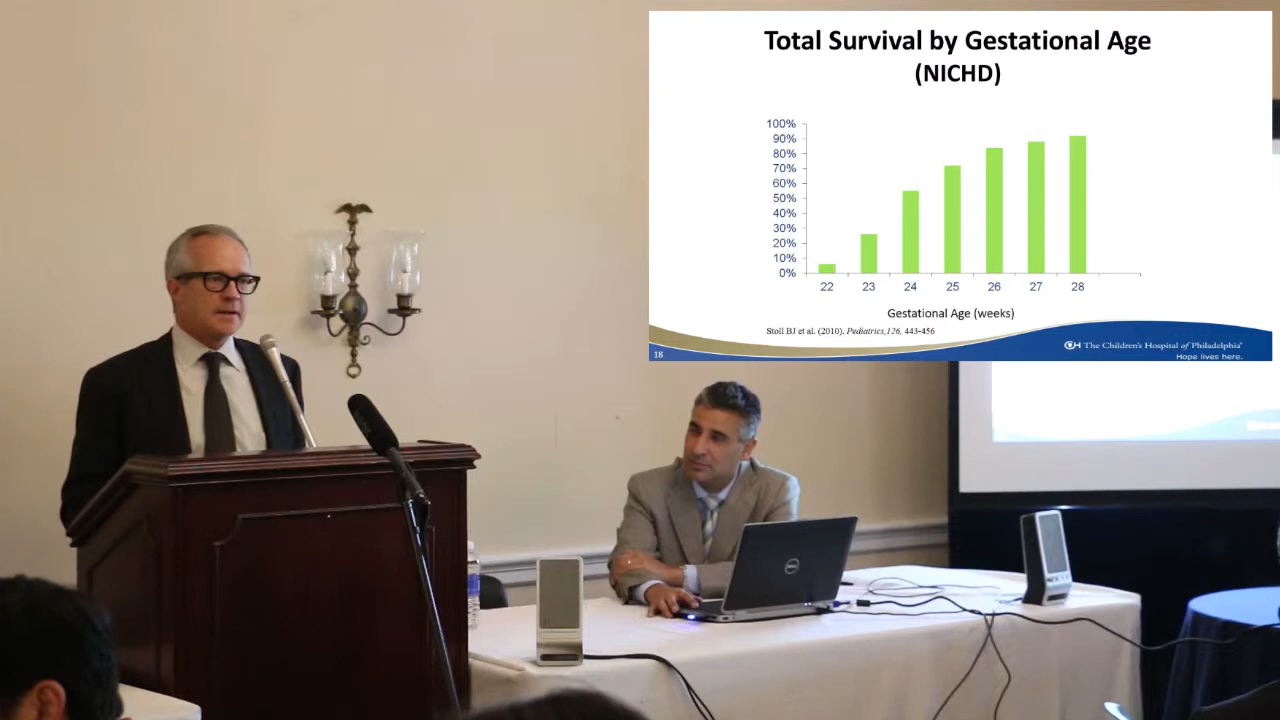 Total Survival by Gestational Age
(NICHD)
100%
90%
80%
70%
60%
50%
40%
30%
20%
10%
0%
22 23 24 25 26 27 28
Gestational Age (weeks)
Stoll BJ et al. (2010). Pediatrics,126, 443-456
18
The Children's Hospital of Philadelphia®
Hope lives here.
DELL